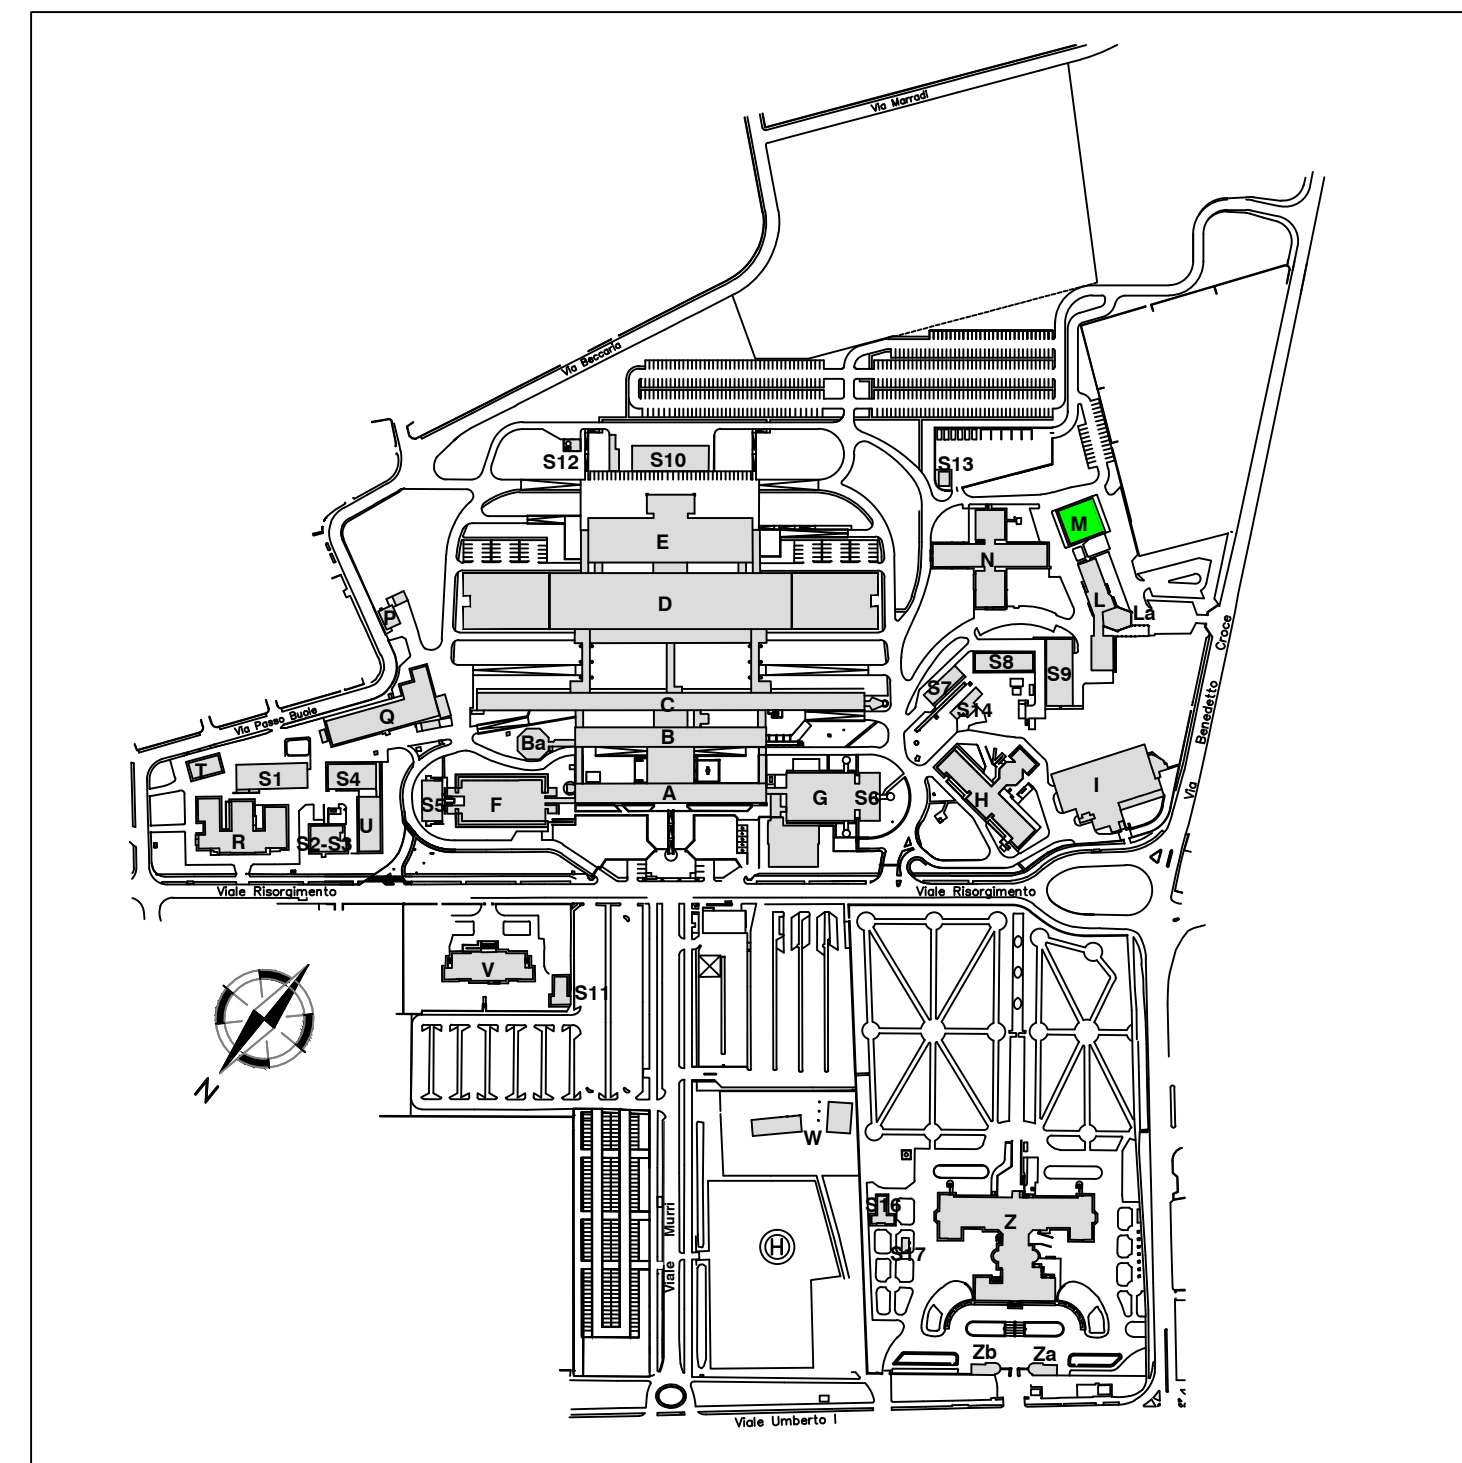 Via Marradi
Via Beccaria
S12
S10
S13
E
M
N
D
P
L
La
Croce
S8
S9
S7
S14
C
Q
Via Passo Buole
Benedetto
B
Ba
T
S1
S4
A
F
S5
G
S6
H
I
Via
U
R
S2-S3
Viale Risorgimento
Viale Risorgimento
V
S11
N
W
S16
Z
S17
Murri
Viale
H
Zb
Za
Viale Umberto I